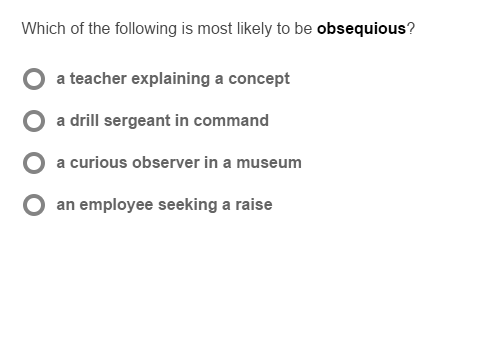 Which of the following is most likely to be obsequious?
a teacher explaining a concept
a drill sergeant in command
a curious observer in a museum
an employee seeking a raise